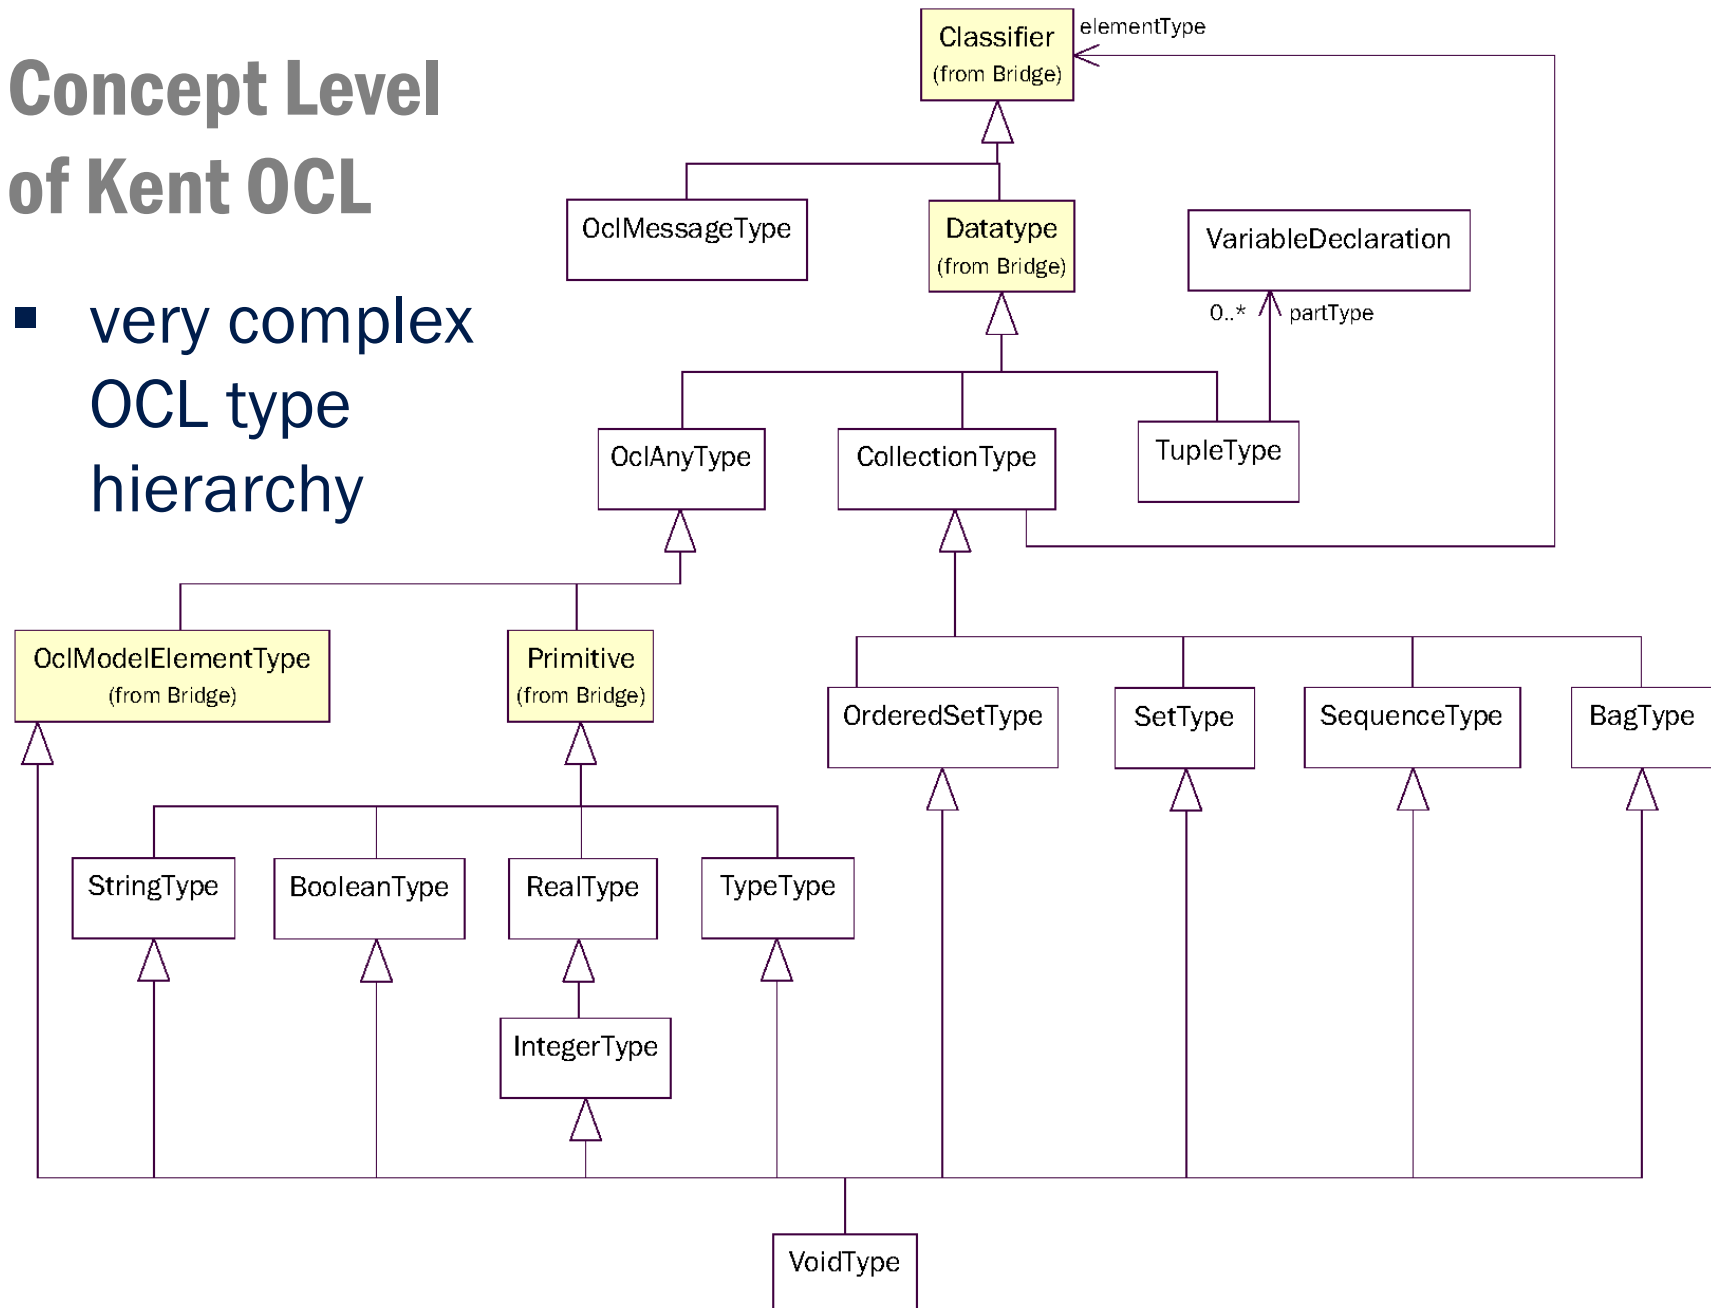 Concept Level
of Kent OCL
▪ very complex
OCL type
hierarchy
Classifier
(from Bridge)
elementType
OclMessageType
Datatype
(from Bridge)
VariableDeclaration
0..* partType
OclAnyType
CollectionType
TupleType
OclModelElementType
(from Bridge)
Primitive
(from Bridge)
OrderedSetType
SetType
SequenceType
BagType
StringType
BooleanType
RealType
TypeType
IntegerType
VoidType